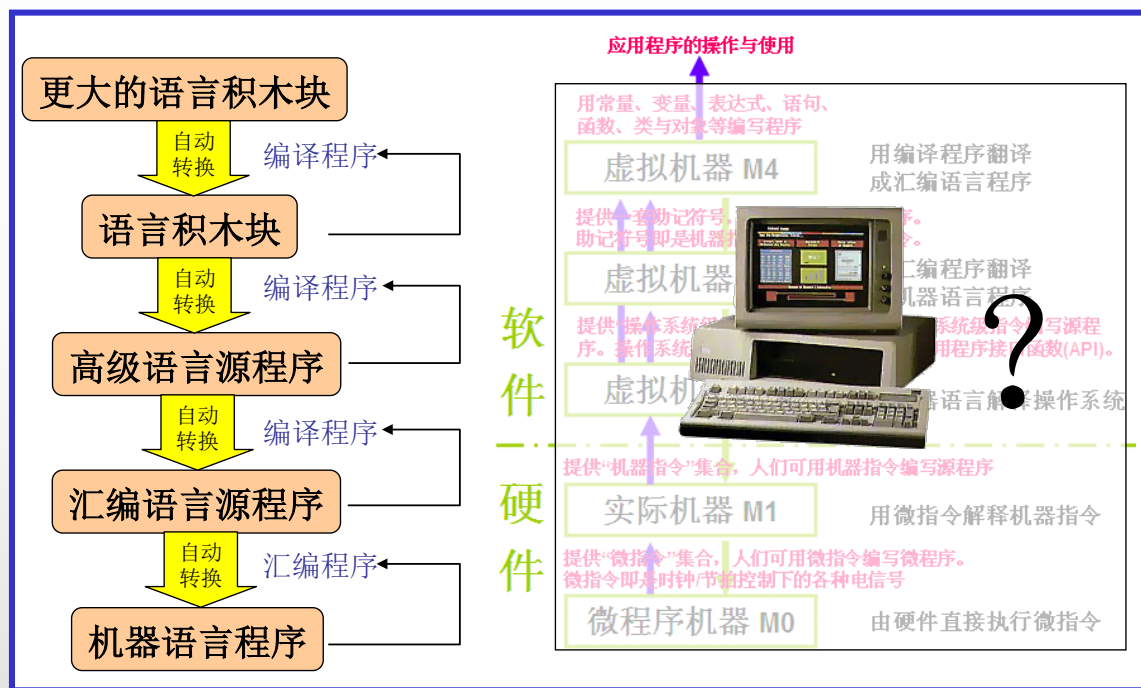 更大的语言积木块
自动
转换
编译程序
语言积木块
自动
转换
编译程序
高级语言源程序
自动
转换
编译程序
汇编语言源程序
自动
转换
汇编程序
机器语言程序
应用程序的操作与使用
用常量、变量、表达式、语句、
函数、类与对象等编写程序
虚拟机器 M4
用编译程序翻译
成汇编语言程序
提供一套助记符号,
序。
助记符号即是机器指
令。
虚拟机器
汇编程序翻译
机器语言程序
软
件
提供“操作系统级
系统级指令编写源程
序。操作系统
用程序接口函数(API)。
虚拟机
器语言解释操作系统
?
提供“机器指令”集合，人们可用机器指令编写源程序
硬
件
实际机器 M1
用微指令解释机器指令
提供“微指令”集合，人们可用微指令编写微程序。
微指令即是时钟/节拍控制下的各种电信号
微程序机器 M0
由硬件直接执行微指令